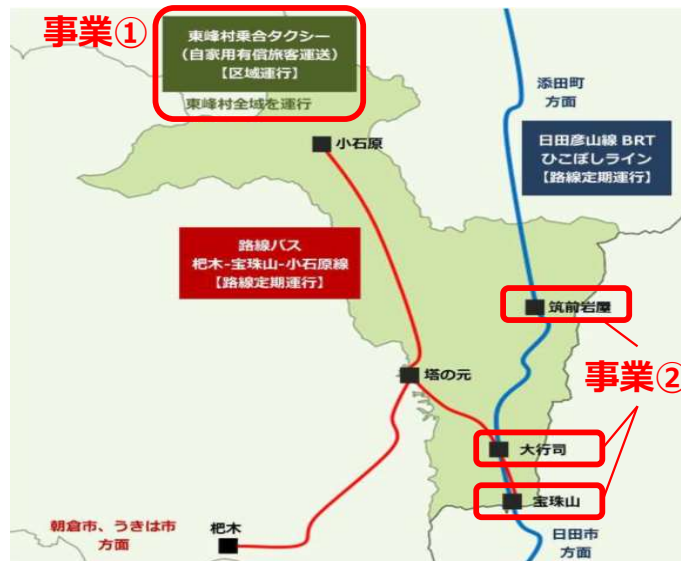 事業①
東峰村乗合タクシー
（自家用有償旅客運送）
【区域運行】
東峰村全域を運行
添田町
方面
小石原
日田彦山線 BRT
ひこぼしライン
【路線定期運行】
路線バス
杷木-宝珠山-小石原線
【路線定期運行】
筑前岩屋
塔の元
事業②
大行司
宝珠山
朝倉市、うきは市
方面
杷木
日田市
方面